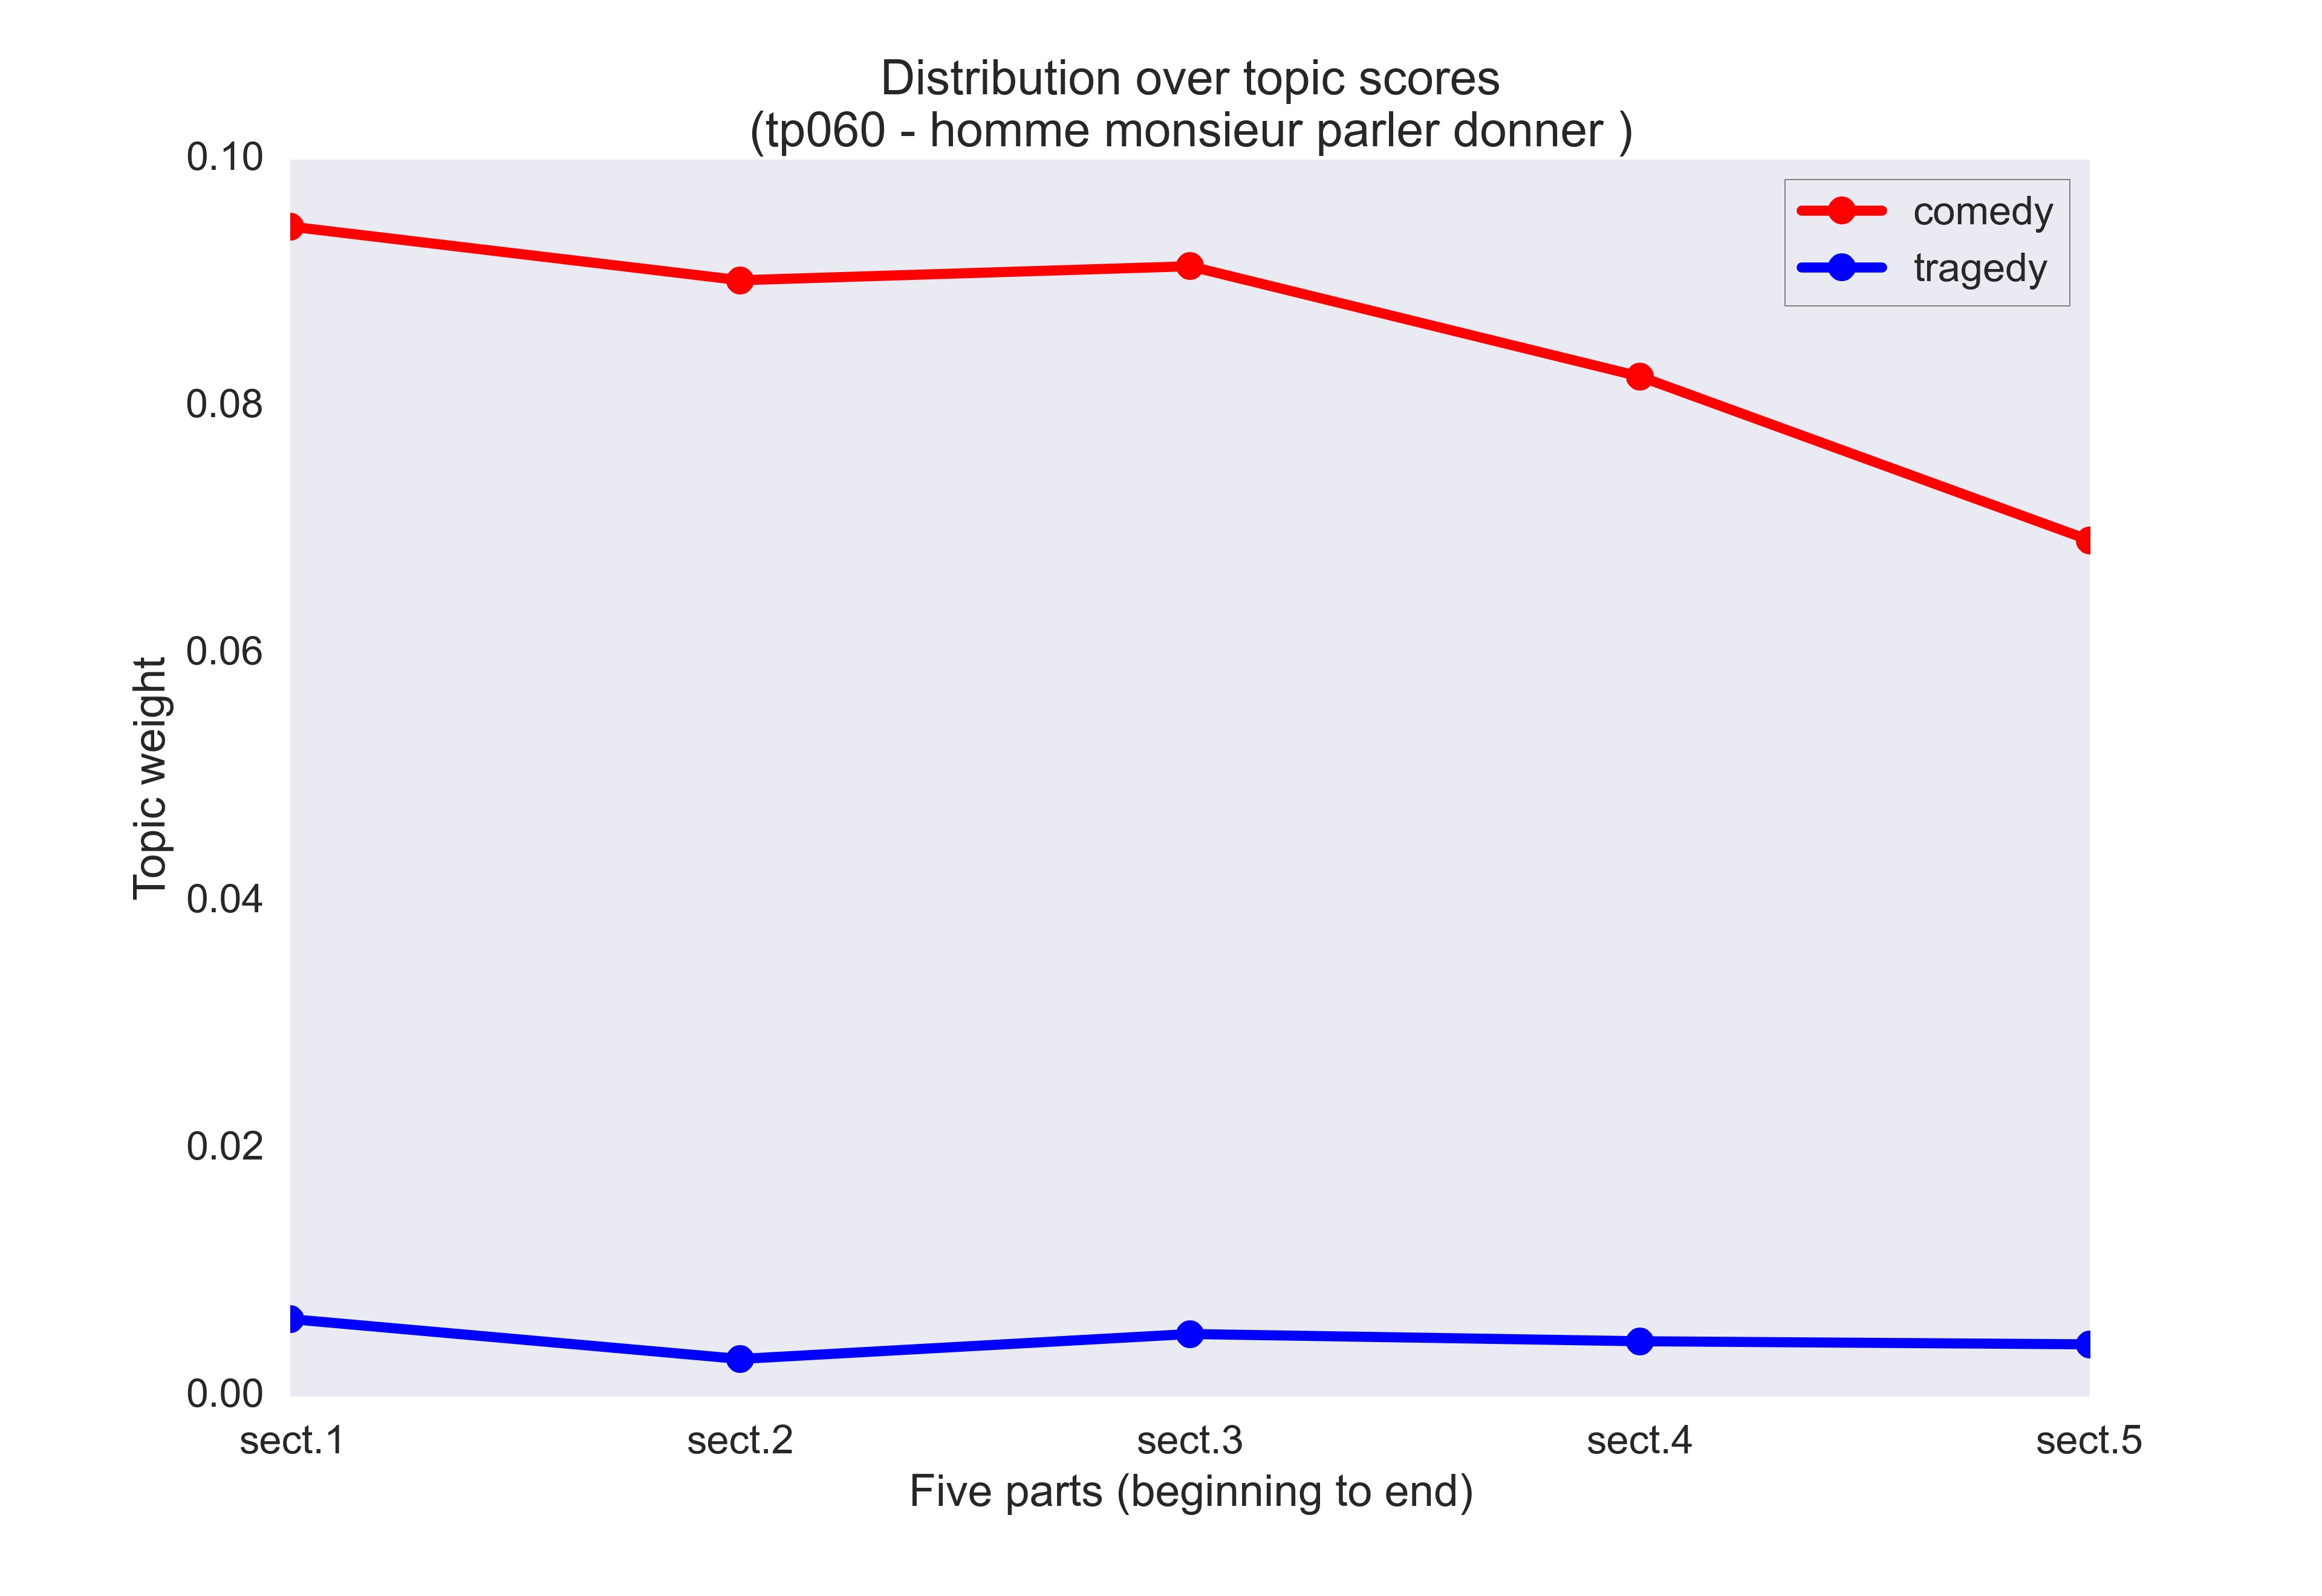 Distribution over topic scores
(tp060 - homme monsieur parler donner )
0.10
0.08
0.06
0.04
0.02
0.00
Topic weight
comedy
tragedy
sect.1
sect.2
sect.3
sect.4
sect.5
Five parts (beginning to end)